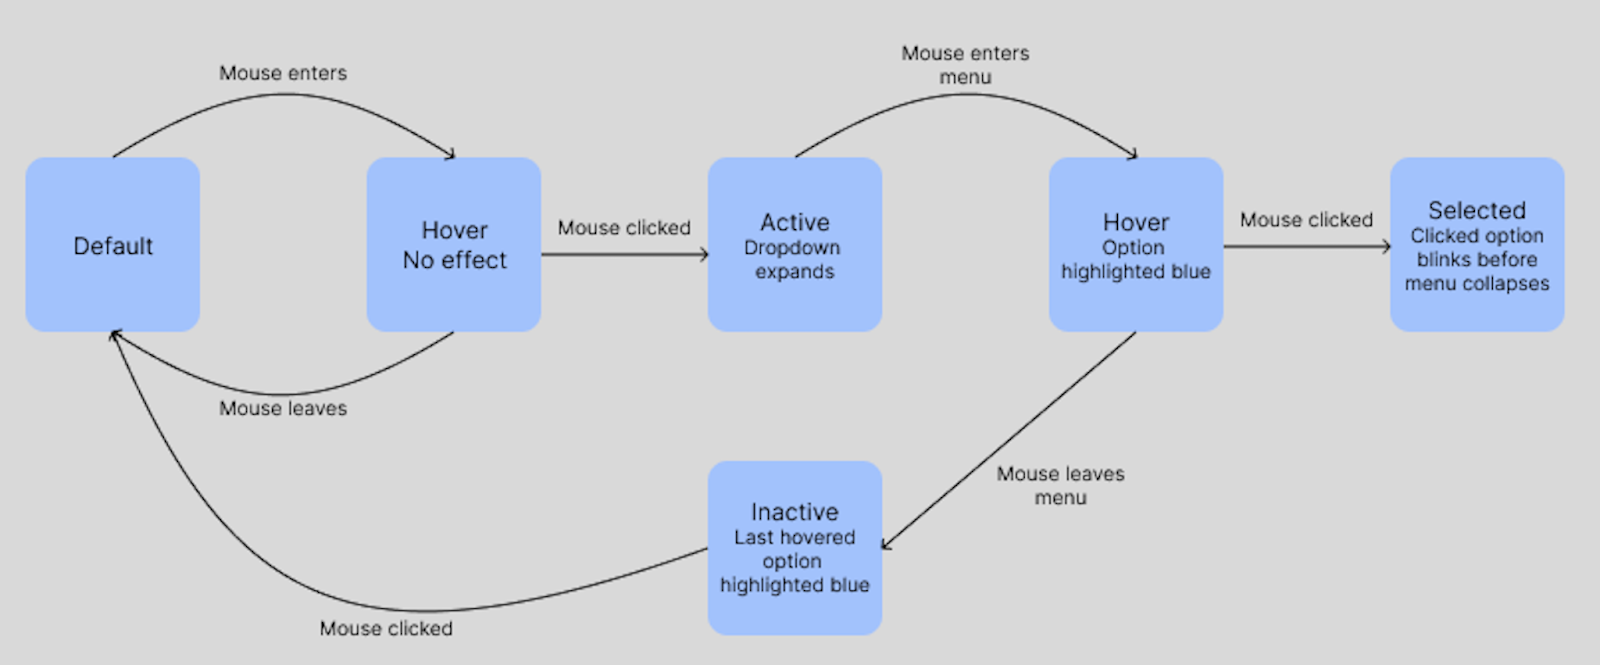 Mouse enters
Mouse enters
menu
Default
Hover
No effect
Mouse clicked
Active
Dropdown
expands
Hover
Option
highlighted blue
Mouse clicked
Selected
Clicked option
blinks before
menu collapses
Mouse leaves
Mouse leaves
menu
Inactive
Last hovered
option
highlighted blue
Mouse clicked